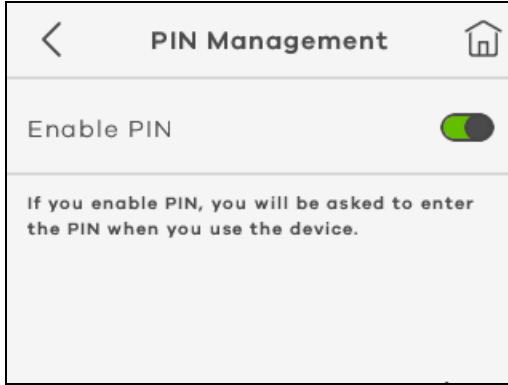 PIN Management
Enable PIN
If you enable PIN, you will be asked to enter
the PIN when you use the device.